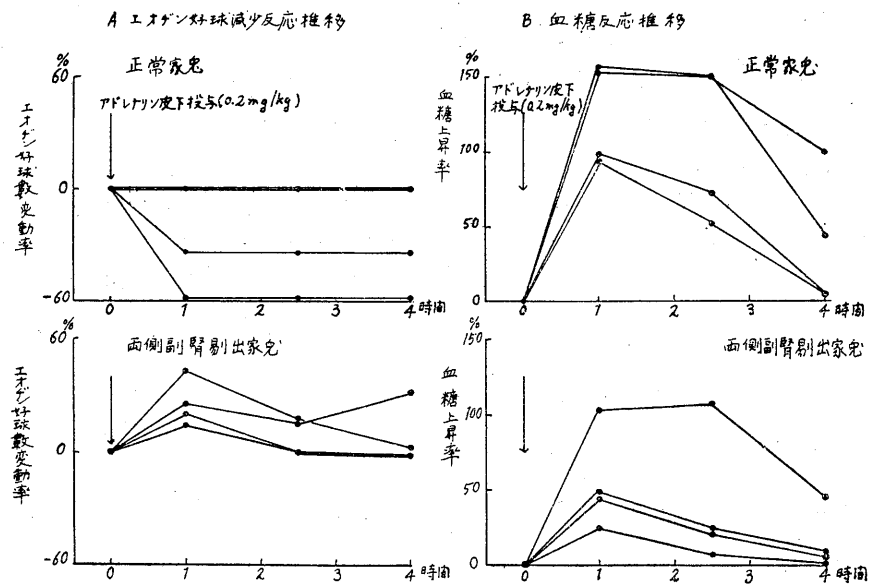 A エオヂン好球減少反応推移
B 血糖反応推移
%
60
正常家兎
アドレナリン皮下投与(0.2mg/kg)
エオヂン好球数変動率
0
-60
0 1 2 3 4 時間
%
150
正常家兎
アドレナリン皮下
投与(0.2mg/kg)
血糖上昇率
100
50
0
0 1 2 3 4 時間
%
60
両側副腎剔出家兎
エオヂン好球数変動率
0
-60
0 1 2 3 4 時間
%
150
両側副腎剔出家兎
血糖上昇率
100
50
0
0 1 2 3 4 時間